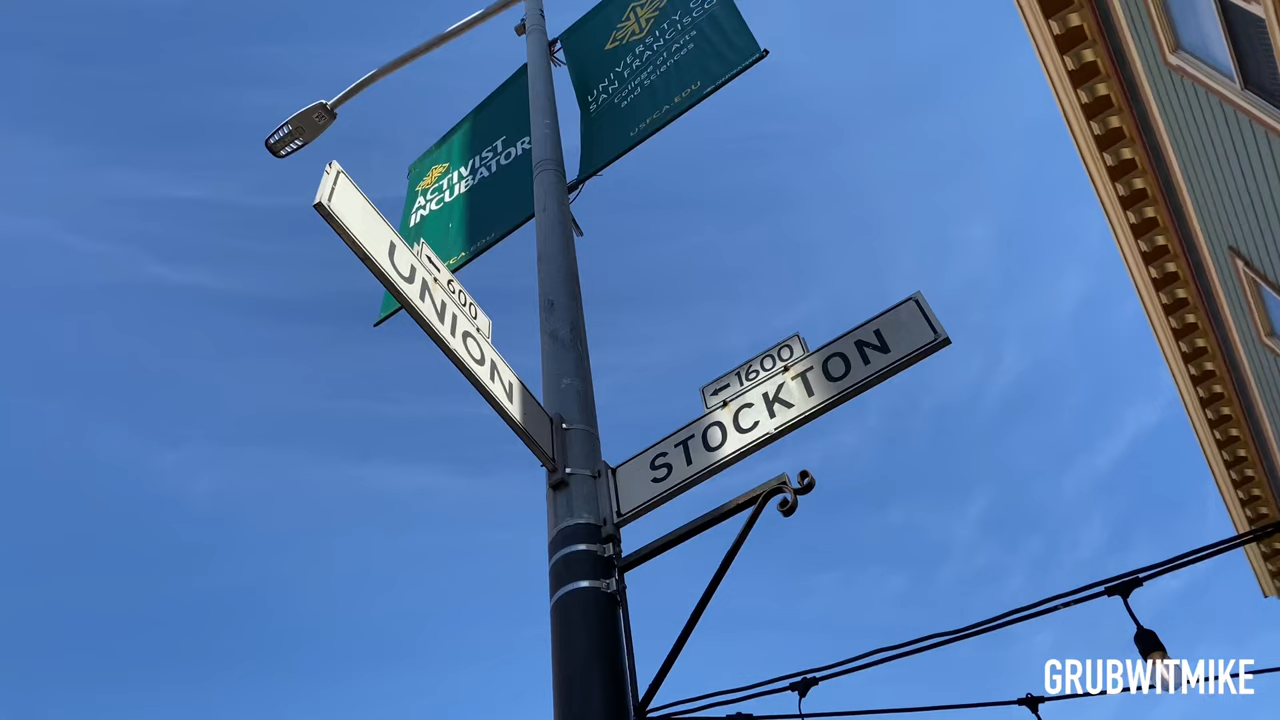 UNIVERSITY OF
SAN FRANCISCO
College of Arts
and Sciences
USFCA.EDU
ACTIVIST
INCUBATOR
← 600
UNION
← 1600
STOCKTON
GRUBWITMIKE